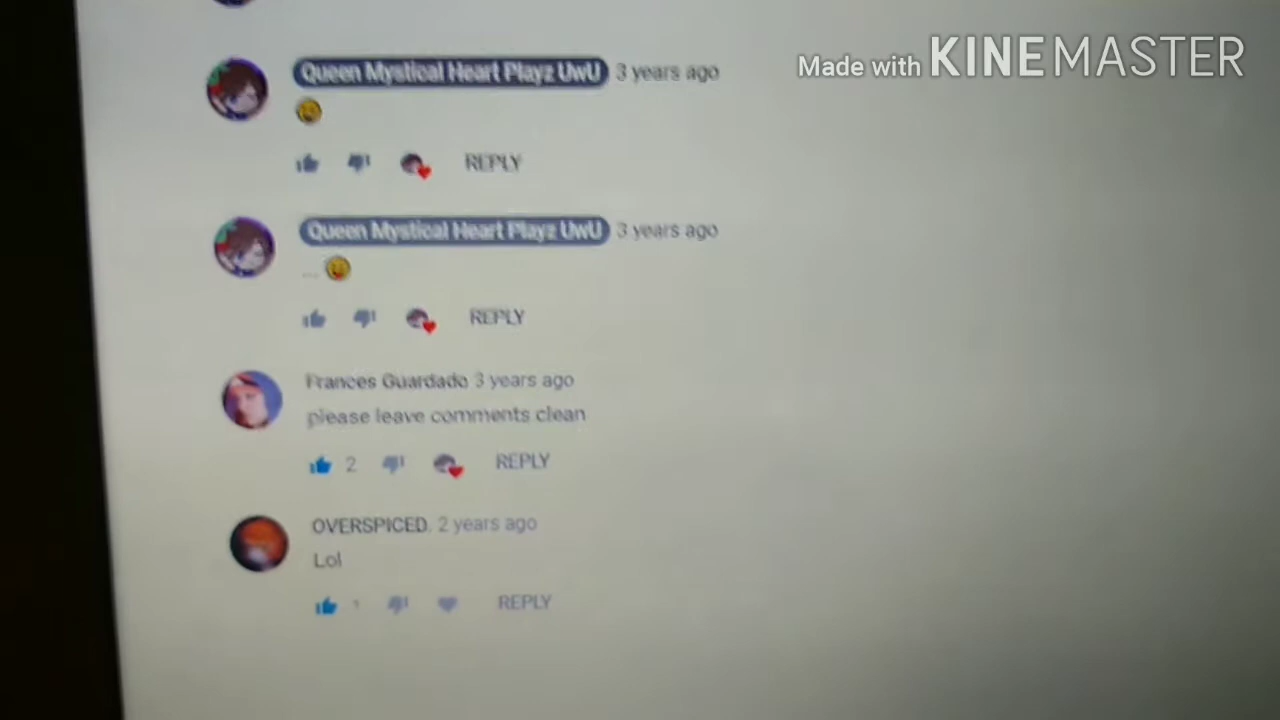 Made with KINEMASTER
Queen Mystical Heart Playz UwU 3 years ago
😄
REPLY
Queen Mystical Heart Playz UwU 3 years ago
... 😄
REPLY
Frances Guardado 3 years ago
please leave comments clean
2 REPLY
OVERSPICED. 2 years ago
Lol
1 REPLY